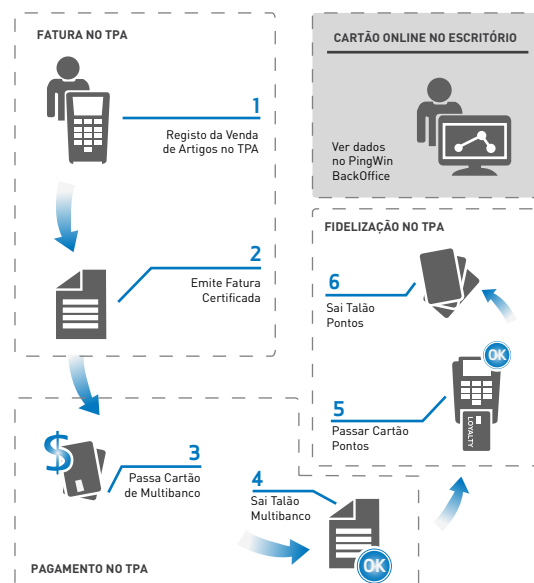 FATURA NO TPA
1
Registo da Venda
de Artigos no TPA
2
Emite Fatura
Certificada
$
3
Passa Cartão
de Multibanco
4
Sai Talão
Multibanco
OK
PAGAMENTO NO TPA
CARTÃO ONLINE NO ESCRITÓRIO
Ver dados
no PingWin
BackOffice
FIDELIZAÇÃO NO TPA
6
Sai Talão
Pontos
OK
5
Passar Cartão
Pontos
LOYALTY